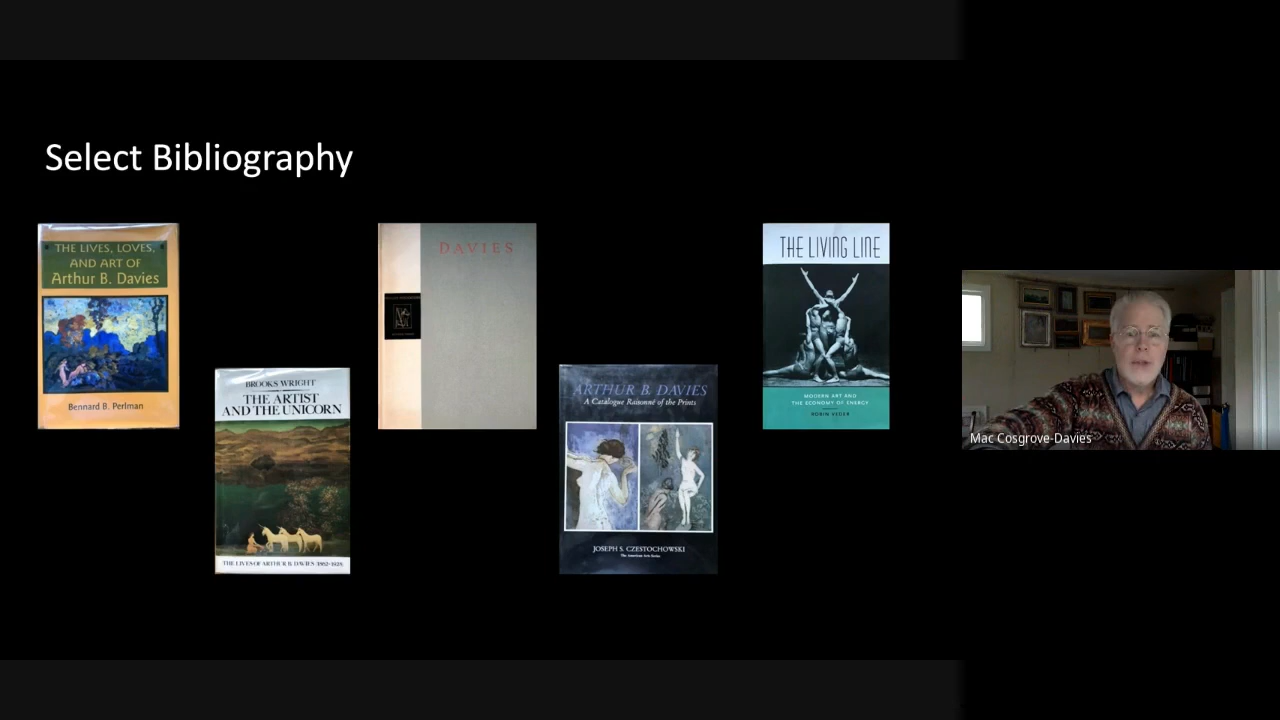 Select Bibliography
THE LIVES, LOVES,
AND ART OF
Arthur B. Davies
Bennard B. Perlman
BROOKS WRIGHT
THE ARTIST
AND THE UNICORN
THE LIVES OF ARTHUR B. DAVIES (1862-1928)
DAVIES
ARTHUR B. DAVIES
A Catalogue Raisonné of the Prints
JOSEPH S. CZESTOCHOWSKI
The American Arts Series
THE LIVING LINE
MODERN ART AND
THE ECONOMY OF ENERGY
ROBIN VEDER
Mac Cosgrove-Davies